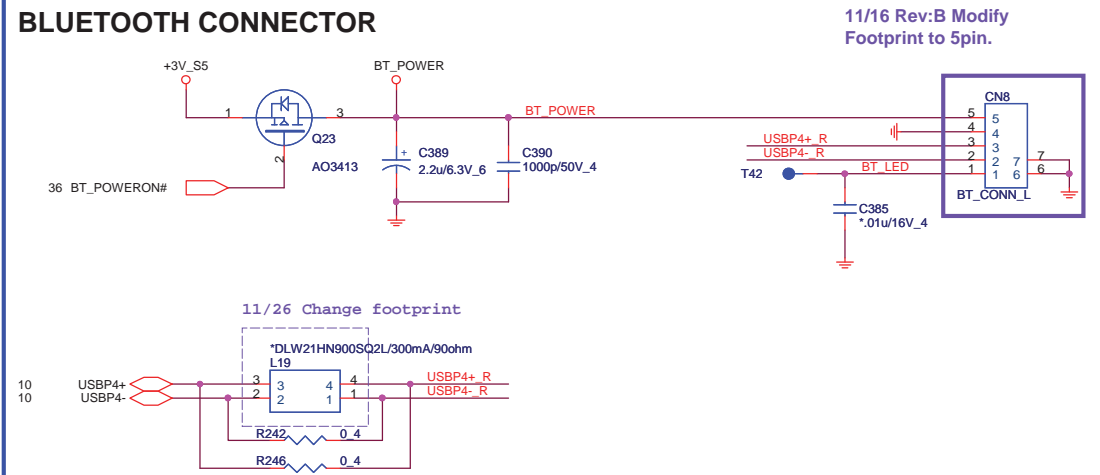 BLUETOOTH CONNECTOR
11/16 Rev:B Modify
Footprint to 5pin.
+3V_S5
BT_POWER
1
3
2
Q23
AO3413
36 BT_POWERON#
+
C389
2.2u/6.3V_6
C390
1000p/50V_4
BT_POWER
CN8
5 5
4 4
USBP4+_R 3 3
USBP4-_R 2 2 7 7
T42 BT_LED 1 1 6 6
BT_CONN_L
C385
*.01u/16V_4
11/26 Change footprint
*DLW21HN900SQ2L/300mA/90ohm
L19
10 USBP4+ 3 3 4 4 USBP4+_R
10 USBP4- 2 2 1 1 USBP4-_R
R242 0_4
R246 0_4